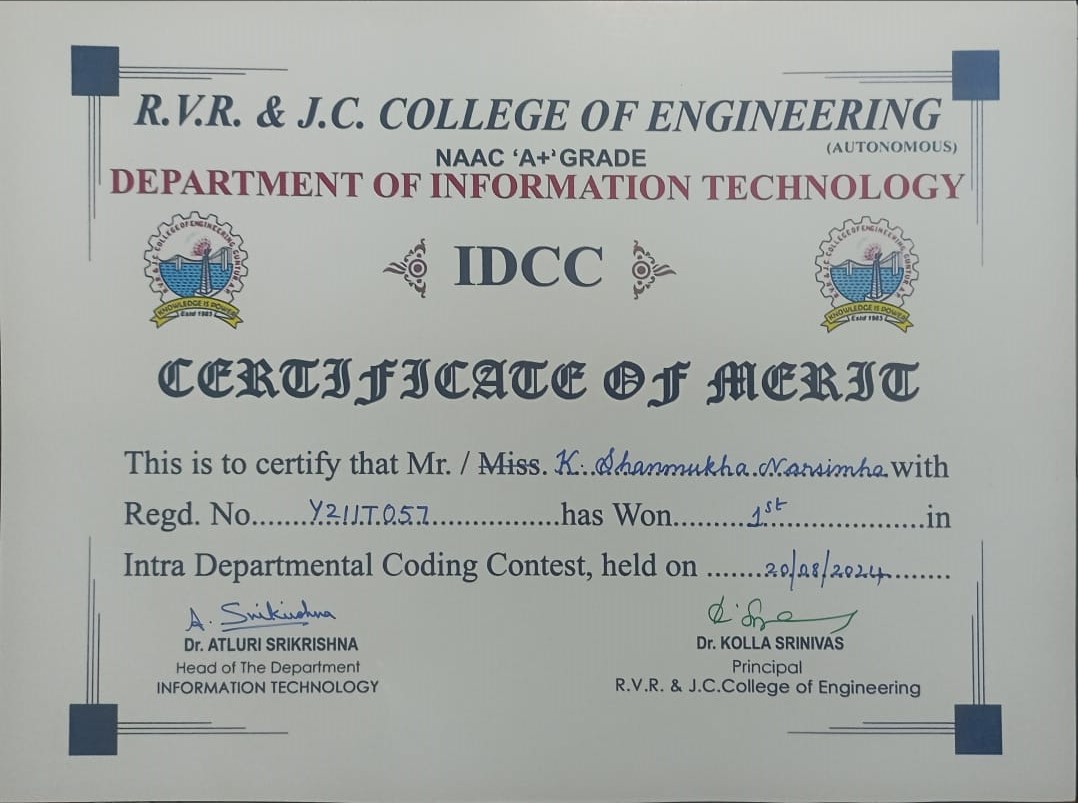 R.V.R. & J.C. COLLEGE OF ENGINEERING
(AUTONOMOUS)
NAAC 'A+' GRADE
DEPARTMENT OF INFORMATION TECHNOLOGY
R.V.R & J.C.COLLEGE OF ENGINEERING GUNTUR
KNOWLEDGE IS POWER
Estd 1985
IDCC
R.V.R & J.C.COLLEGE OF ENGINEERING GUNTUR
KNOWLEDGE IS POWER
Estd 1985
CERTIFICATE OF MERIT
This is to certify that Mr. / Miss. K. Shanmukha Narsimha with
Regd. No.......Y21IT057.................has Won.........1st......................in
Intra Departmental Coding Contest, held on .......20/08/2024.........
A. Srikrishna
Dr. ATLURI SRIKRISHNA
Dr. KOLLA SRINIVAS
Head of The Department
Principal
INFORMATION TECHNOLOGY
R.V.R. & J.C.College of Engineering